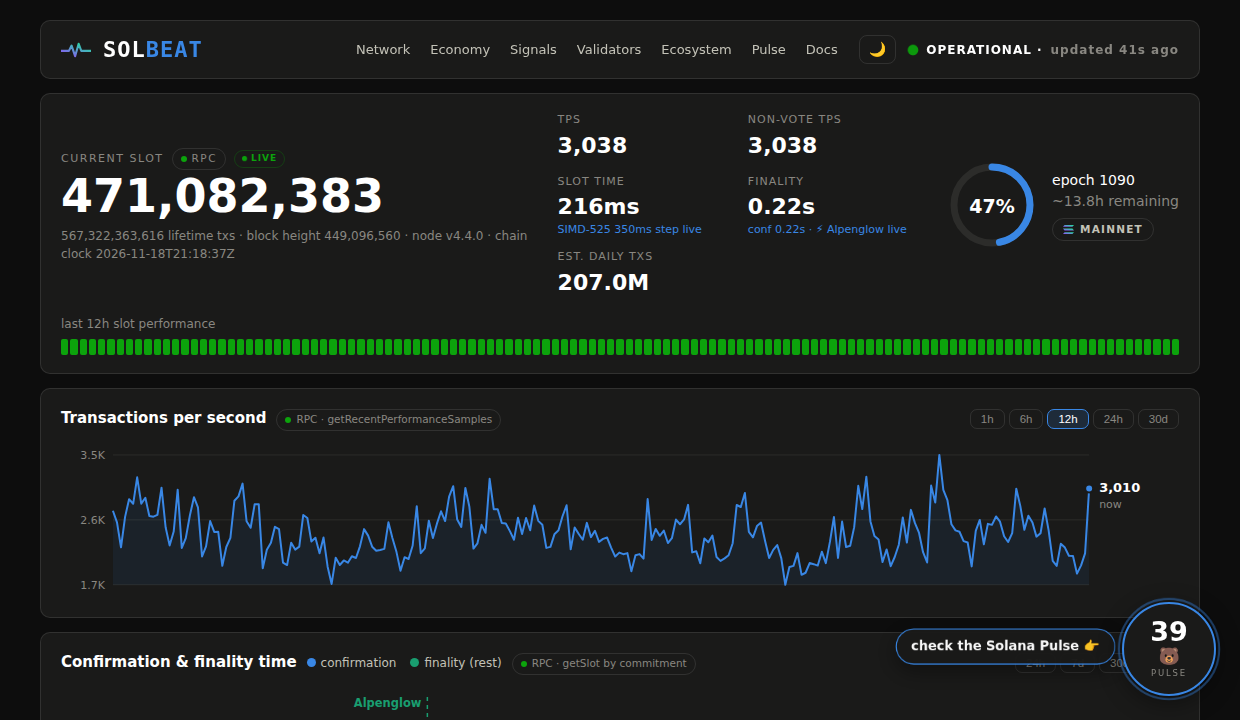 SOLBEAT
Network Economy Signals Validators Ecosystem Pulse Docs
OPERATIONAL · updated 41s ago
CURRENT SLOT RPC LIVE
471,082,383
567,322,363,616 lifetime txs · block height 449,096,560 · node v4.4.0 · chain
clock 2026-11-18T21:18:37Z
TPS
3,038
NON-VOTE TPS
3,038
SLOT TIME
216ms
SIMD-525 350ms step live
FINALITY
0.22s
conf 0.22s · ⚡ Alpenglow live
EST. DAILY TXS
207.0M
47%
epoch 1090
~13.8h remaining
MAINNET
last 12h slot performance
Transactions per second RPC · getRecentPerformanceSamples
1h 6h 12h 24h 30d
3.5K
2.6K
1.7K
3,010
now
Confirmation & finality time confirmation finality (rest) RPC · getSlot by commitment
check the Solana Pulse 👉
39
PULSE
Alpenglow